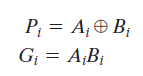 Pᵢ = Aᵢ ⊕ Bᵢ
Gᵢ = AᵢBᵢ